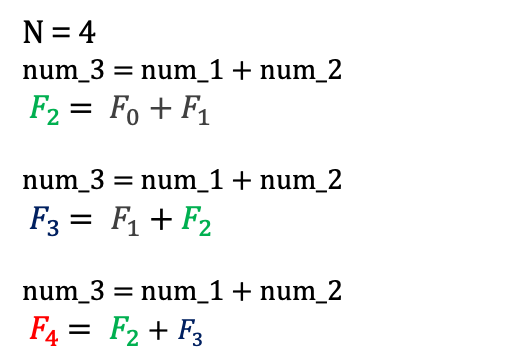 N = 4
num_3 = num_1 + num_2
F₂ = F₀ + F₁
num_3 = num_1 + num_2
F₃ = F₁ + F₂
num_3 = num_1 + num_2
F₄ = F₂ + F₃